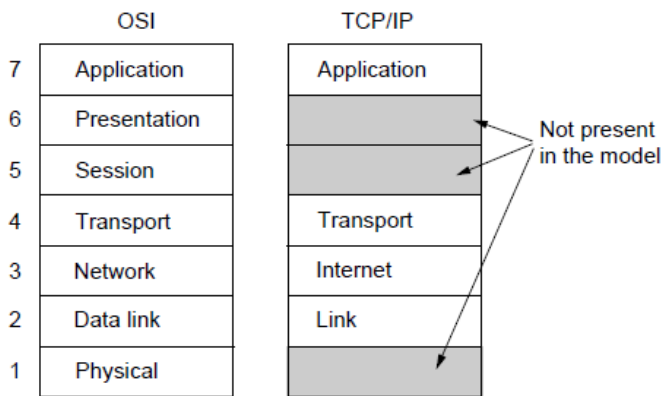 OSI TCP/IP
7 Application Application
6 Presentation
Not present
in the model
5 Session
4 Transport Transport
3 Network Internet
2 Data link Link
1 Physical